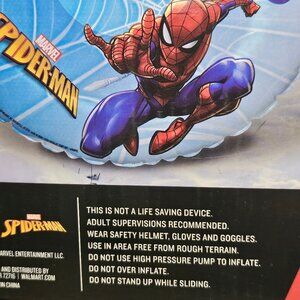 MARVEL
SPIDER-MAN
MARVEL
SPIDER-MAN
THIS IS NOT A LIFE SAVING DEVICE.
ADULT SUPERVISIONS RECOMMENDED.
WEAR SAFETY HELMET, GLOVES AND GOGGLES.
USE IN AREA FREE FROM ROUGH TERRAIN.
DO NOT USE HIGH PRESSURE PUMP TO INFLATE.
DO NOT OVER INFLATE.
DO NOT STAND UP WHILE SLIDING.
MARVEL ENTERTAINMENT LLC.
AND DISTRIBUTED BY
R 72716 | WALMART.COM
IN CHINA